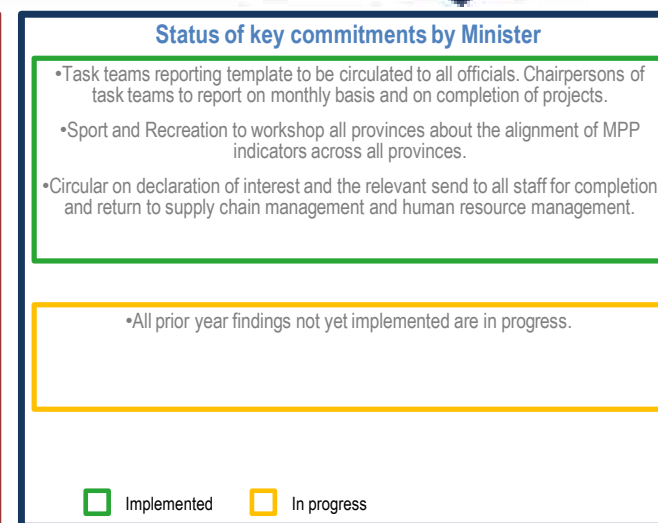 Status of key commitments by Minister
•Task teams reporting template to be circulated to all officials. Chairpersons of
task teams to report on monthly basis and on completion of projects.
•Sport and Recreation to workshop all provinces about the alignment of MPP
indicators across all provinces.
•Circular on declaration of interest and the relevant send to all staff for completion
and return to supply chain management and human resource management.
•All prior year findings not yet implemented are in progress.
Implemented
In progress